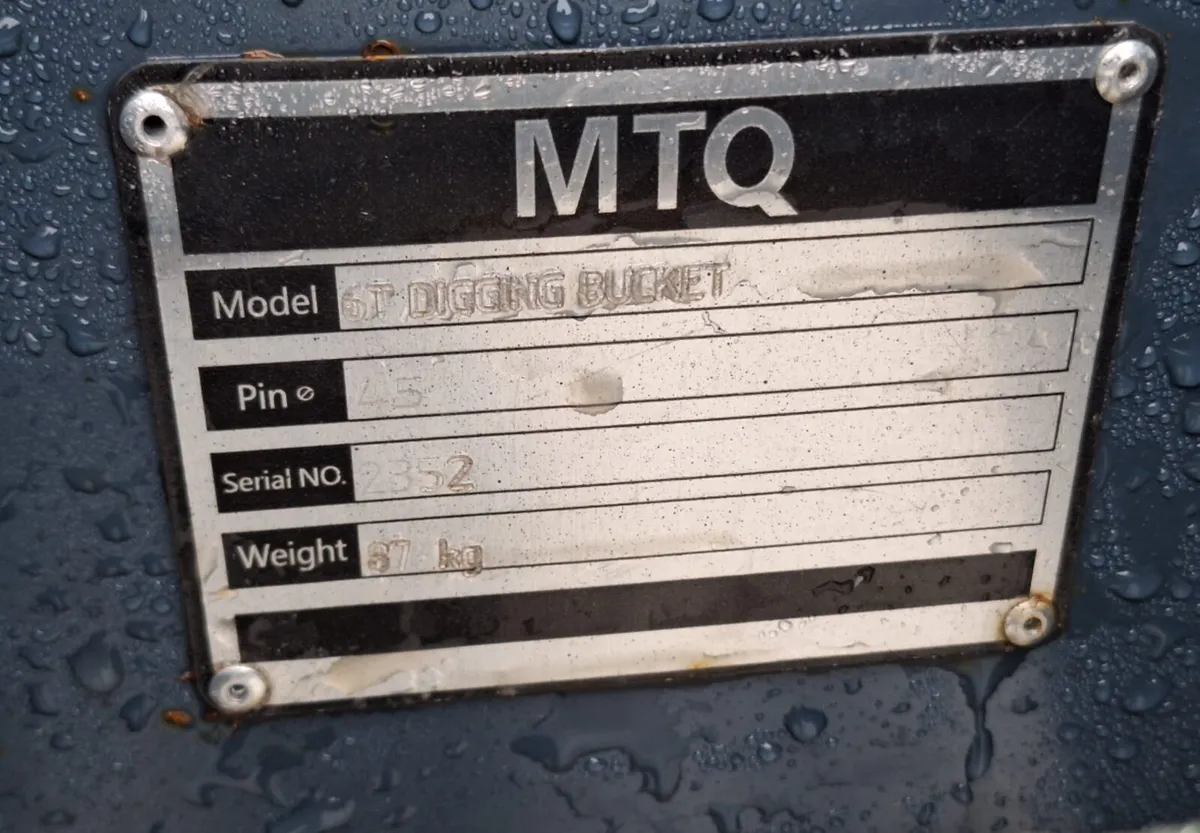 MTQ
Model 6T DIGGING BUCKET
Pin ⌀ 45
Serial NO. 2352
Weight 87 kg